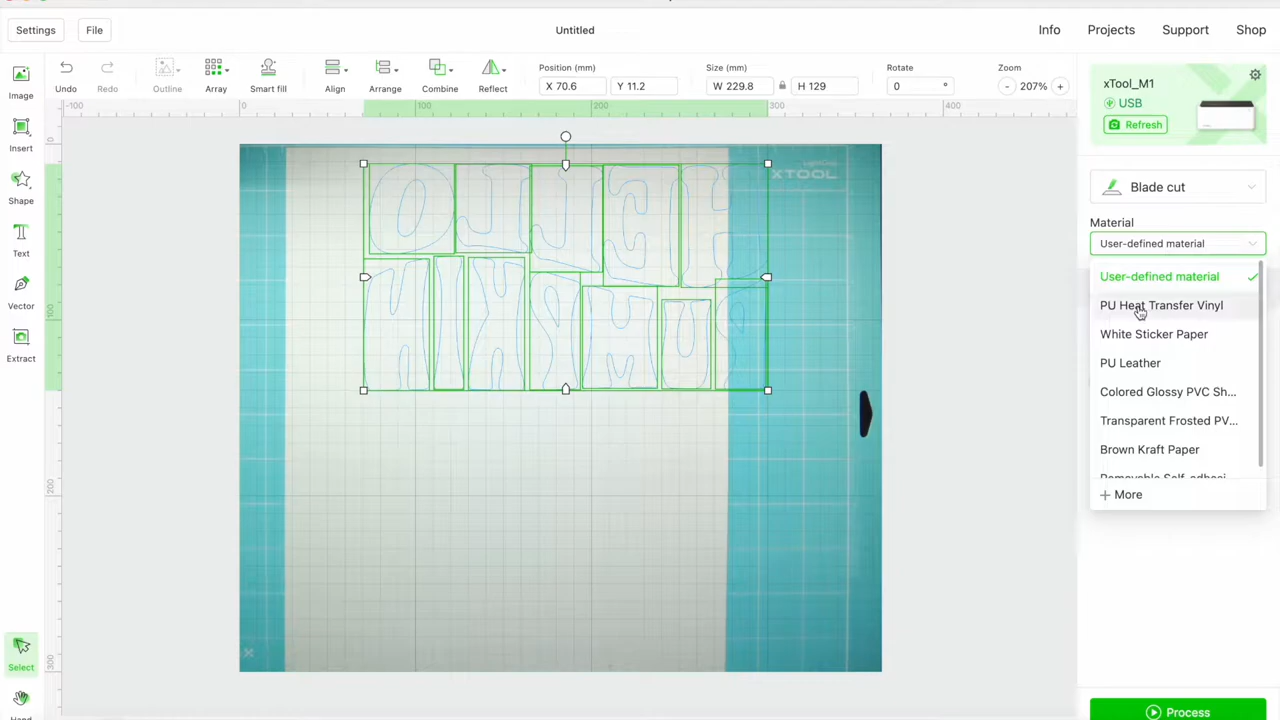 Settings
File
Untitled
Info
Projects
Support
Shop
Image
Undo
Redo
Outline
Array
Smart fill
Align
Arrange
Combine
Reflect
Position (mm)
X 70.6
Y 11.2
Size (mm)
W 229.8
H 129
Rotate
0 °
Zoom
- 207% +
-100
0
100
200
300
400
Insert
Shape
Text
Vector
Extract
Select
0
100
200
300
XTOOL
xTool_M1
USB
Refresh
Blade cut
Material
User-defined material
User-defined material
PU Heat Transfer Vinyl
White Sticker Paper
PU Leather
Colored Glossy PVC Sh...
Transparent Frosted PV...
Brown Kraft Paper
+ More
Process